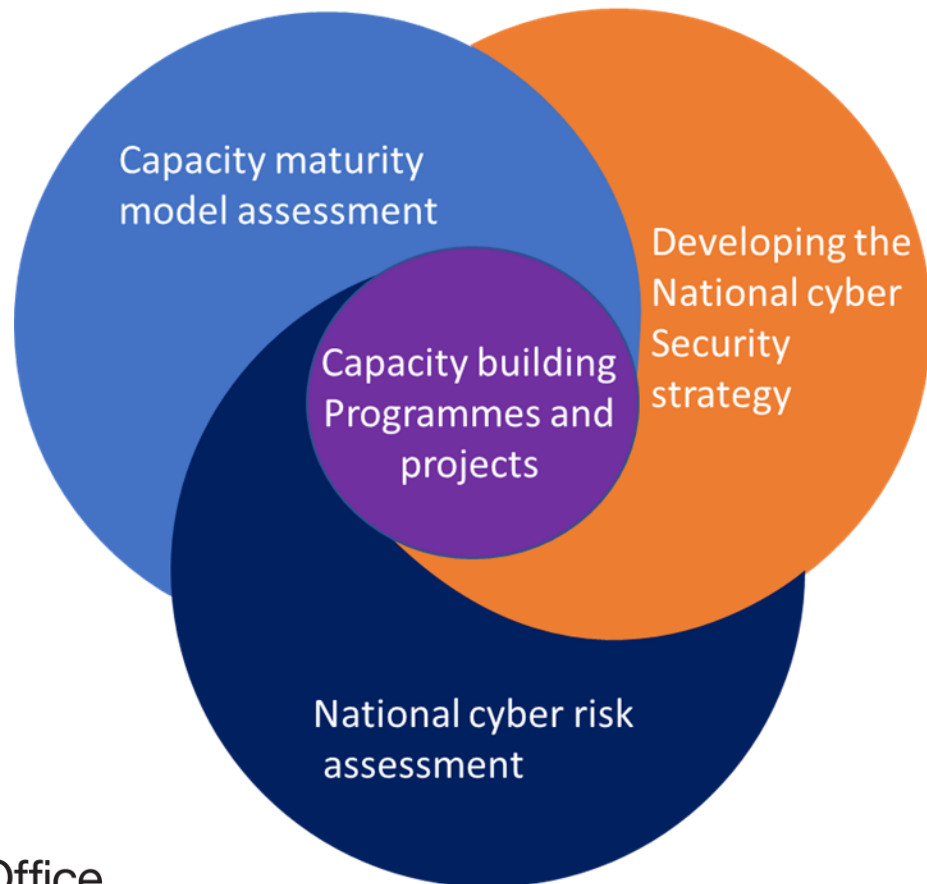 Capacity maturity
model assessment
Developing the
National cyber
Security
strategy
Capacity building
Programmes and
projects
National cyber risk
assessment
Office